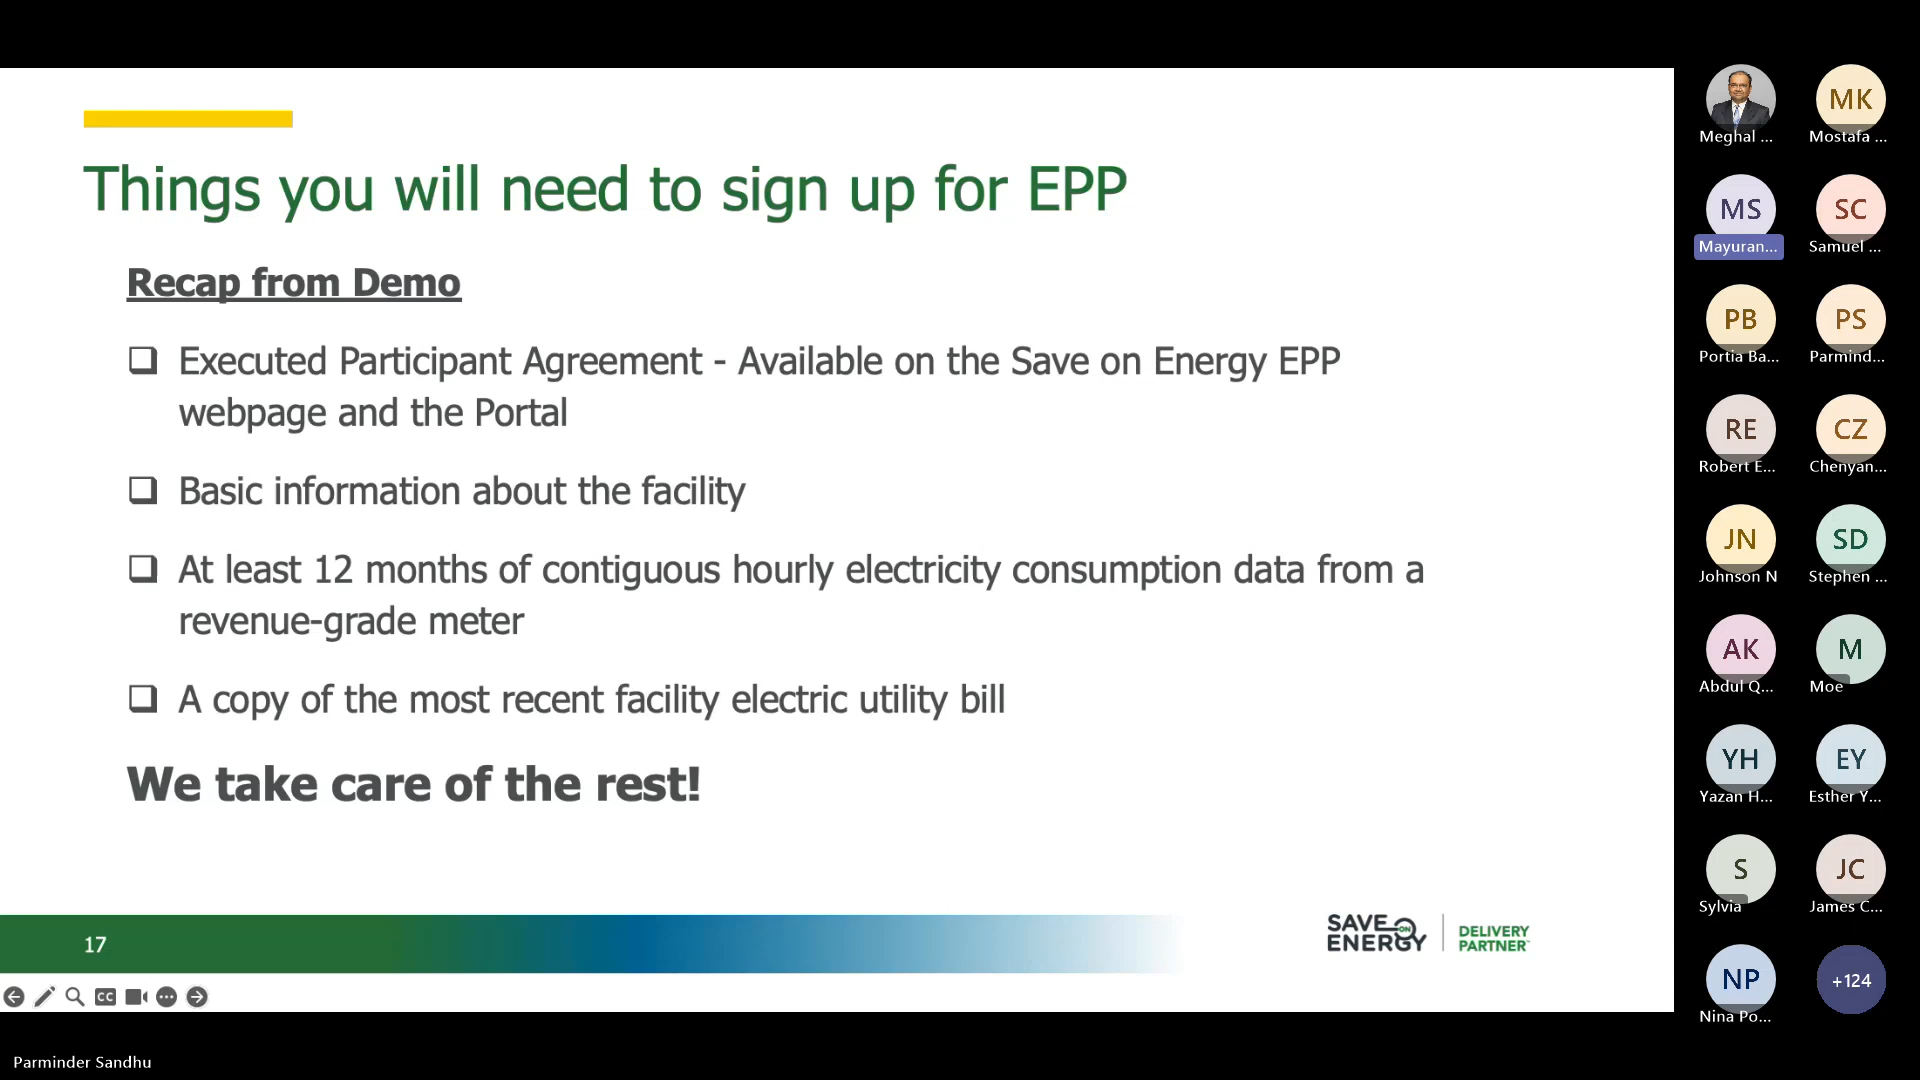 Things you will need to sign up for EPP
Recap from Demo
Executed Participant Agreement - Available on the Save on Energy EPP
webpage and the Portal
Basic information about the facility
At least 12 months of contiguous hourly electricity consumption data from a
revenue-grade meter
A copy of the most recent facility electric utility bill
We take care of the rest!
17
SAVE ON
ENERGY
DELIVERY
PARTNER
CC
Parminder Sandhu
Meghal ...
MK
Mostafa ...
MS
Mayuran...
SC
Samuel ...
PB
Portia Ba...
PS
Parmind...
RE
Robert E...
CZ
Chenyan...
JN
Johnson N
SD
Stephen ...
AK
Abdul Q...
M
Moe
YH
Yazan H...
EY
Esther Y...
S
Sylvia
JC
James C...
NP
Nina Po...
+124